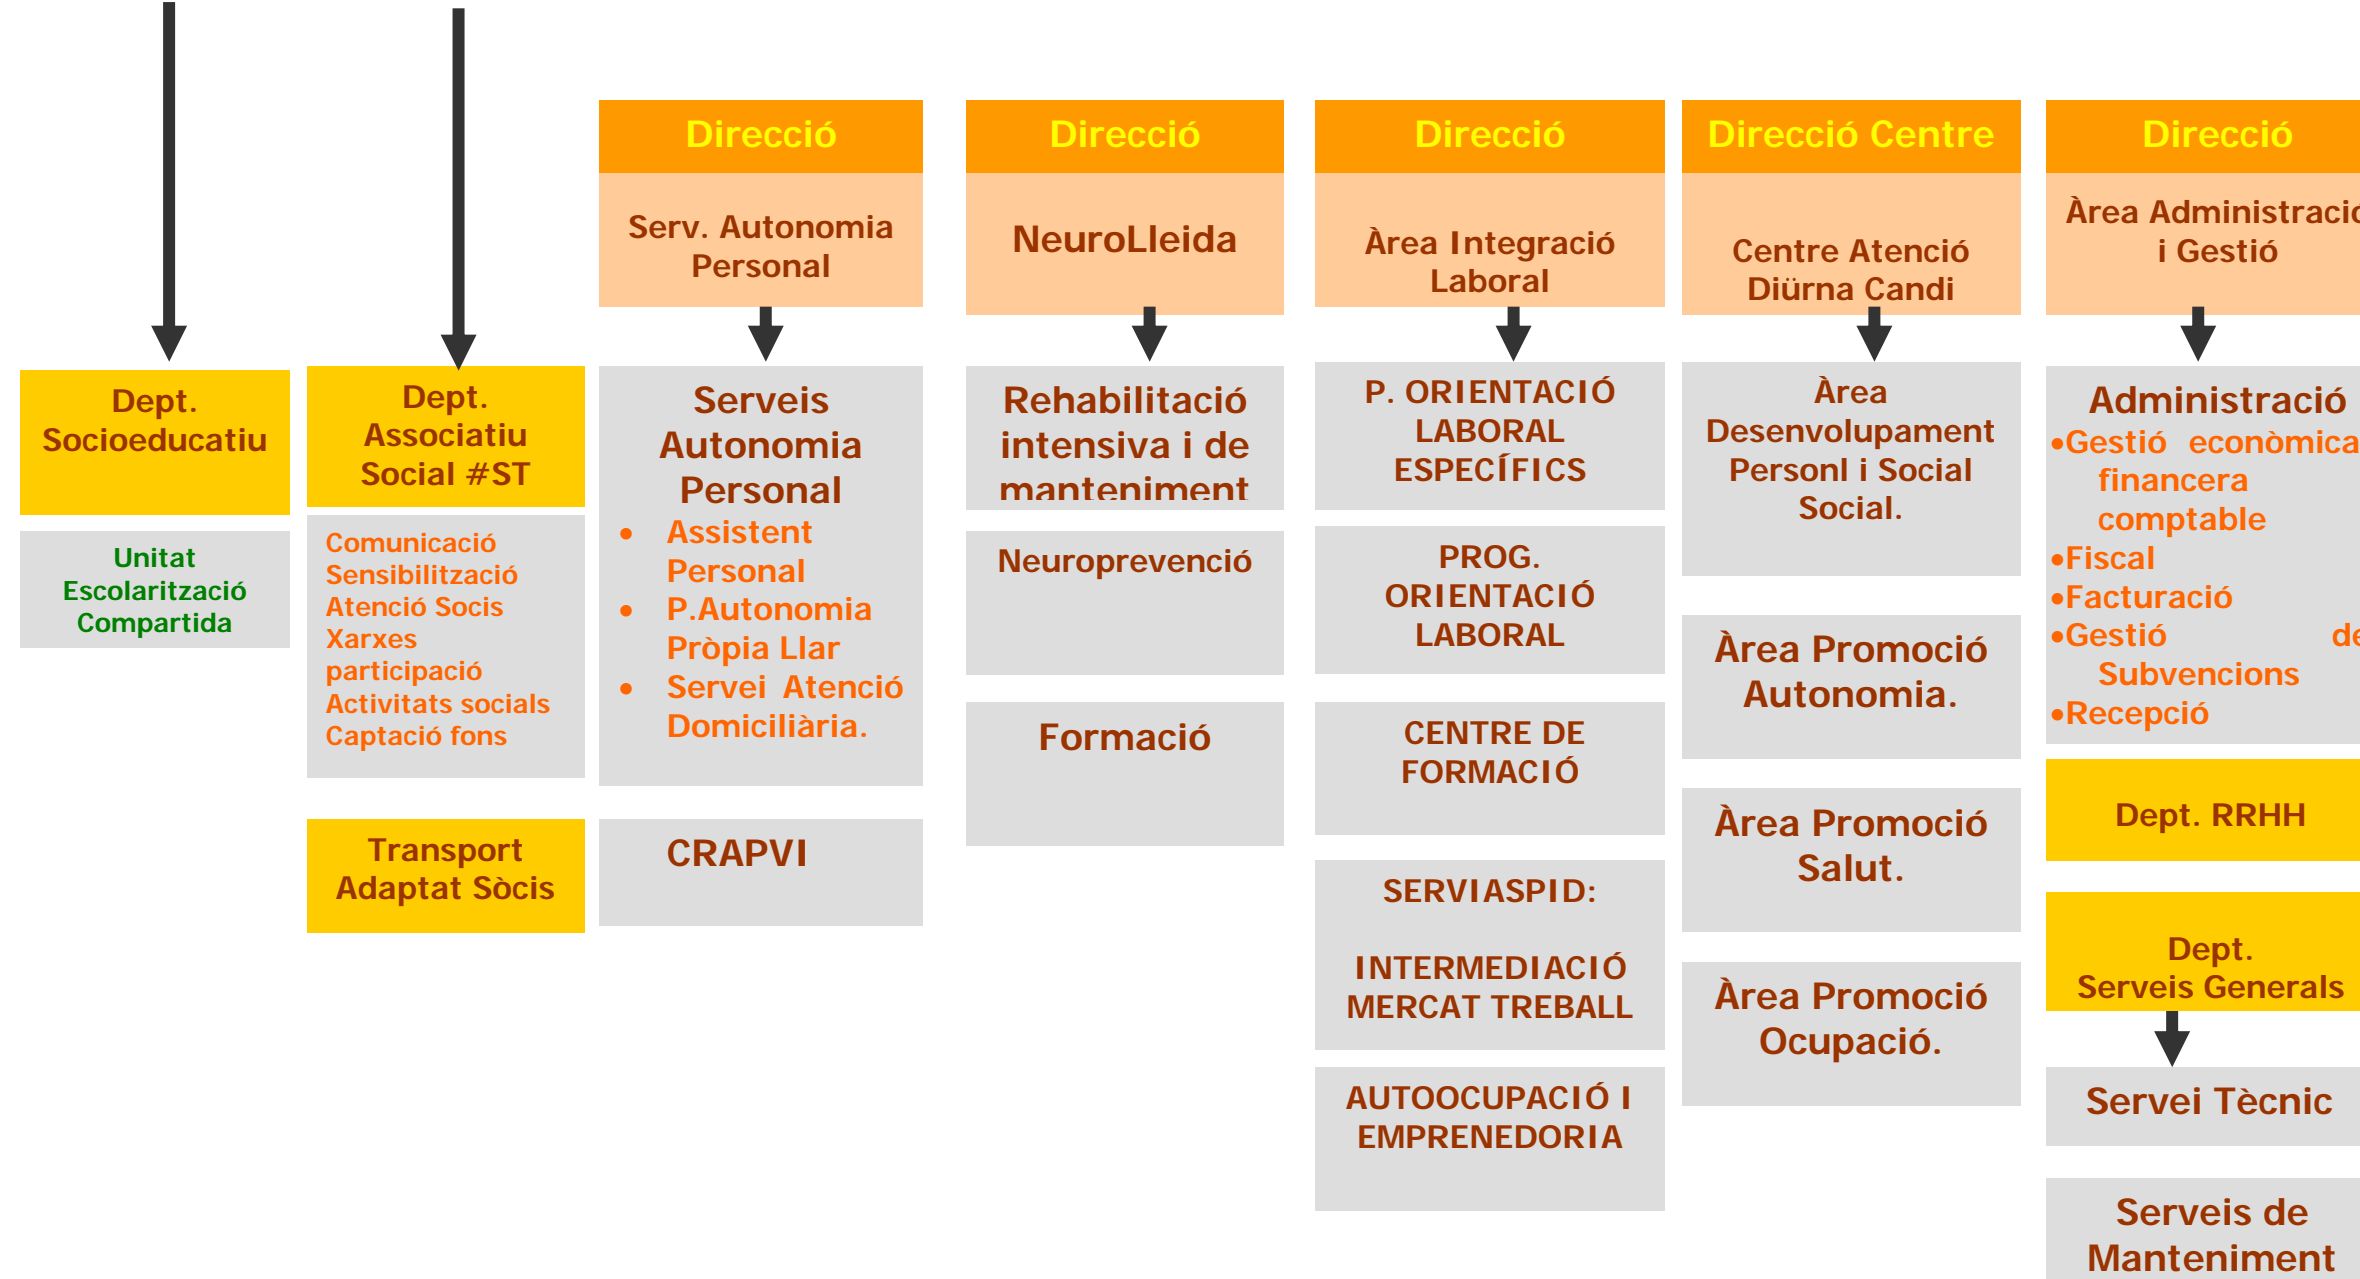 Dept.
Socioeducatiu
Unitat
Escolarització
Compartida
Dept.
Associatiu
Social #ST
Comunicació
Sensibilització
Atenció Socis
Xarxes
participació
Activitats socials
Captació fons
Transport
Adaptat Sòcis
Direcció
Serv. Autonomia
Personal
Serveis
Autonomia
Personal
• Assistent
Personal
• P.Autonomia
Pròpia Llar
• Servei Atenció
Domiciliària.
CRAPVI
Direcció
NeuroLleida
Rehabilitació
intensiva i de
manteniment
Neuroprevenció
Formació
Direcció
Àrea Integració
Laboral
P. ORIENTACIÓ
LABORAL
ESPECÍFICS
PROG.
ORIENTACIÓ
LABORAL
CENTRE DE
FORMACIÓ
SERVIASPID:
INTERMEDIACIÓ
MERCAT TREBALL
AUTOOCUPACIÓ I
EMPRENEDORIA
Direcció Centre
Centre Atenció
Diürna Candi
Àrea
Desenvolupament
Personl i Social
Social.
Àrea Promoció
Autonomia.
Àrea Promoció
Salut.
Àrea Promoció
Ocupació.
Direcció
Àrea Administració
i Gestió
Administració
•Gestió econòmica
financera
comptable
•Fiscal
•Facturació
•Gestió de
Subvencions
•Recepció
Dept. RRHH
Dept.
Serveis Generals
Servei Tècnic
Serveis de
Manteniment